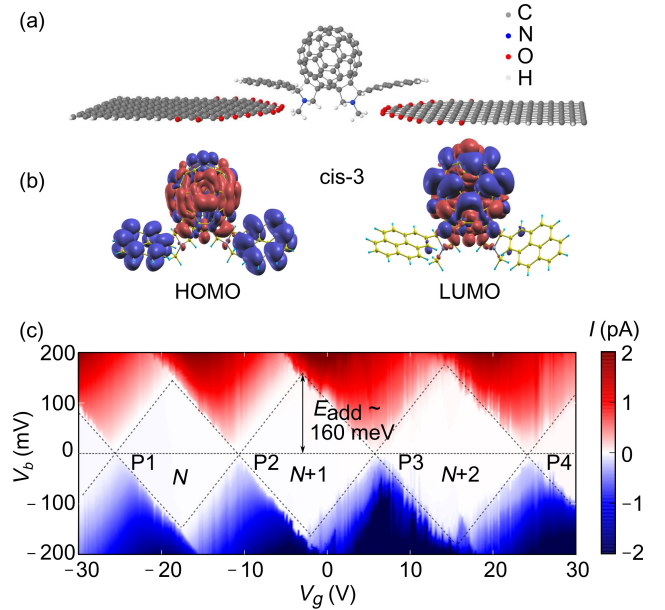 (a)
C
N
O
H
(b)
cis-3
HOMO
LUMO
(c)
I (pA)
200
100
0
−100
−200
V_b (mV)
E_add ~
160 meV
P1
N
P2
N+1
P3
N+2
P4
−30
−20
−10
0
10
20
30
V_g (V)
2
1
0
−1
−2